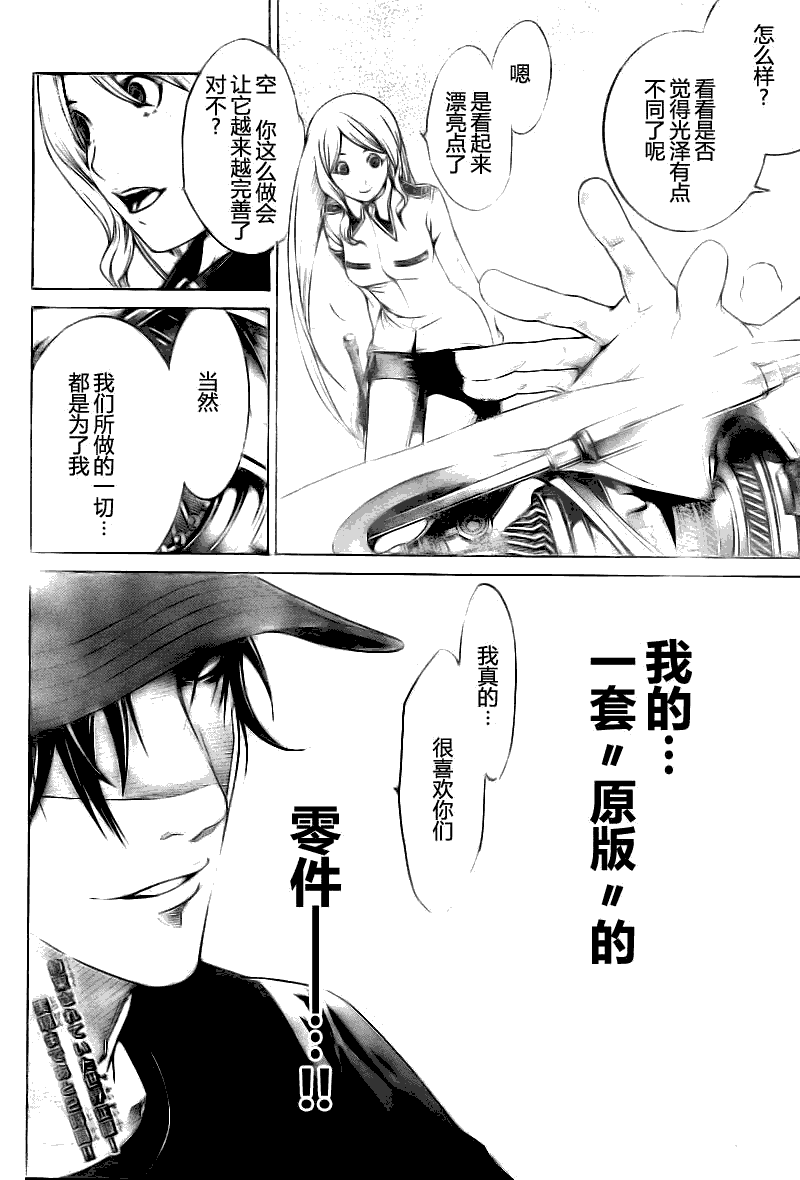 怎么样？
看看是否
觉得光泽有点
不同了呢
嗯
是看起来
漂亮点了
空 你这么做会
让它越来越完善了
对不？
当然
我们所做的一切…
都是为了我
我的…
一套〃原版〃的
我真的…
很喜欢你们
零件——…!!